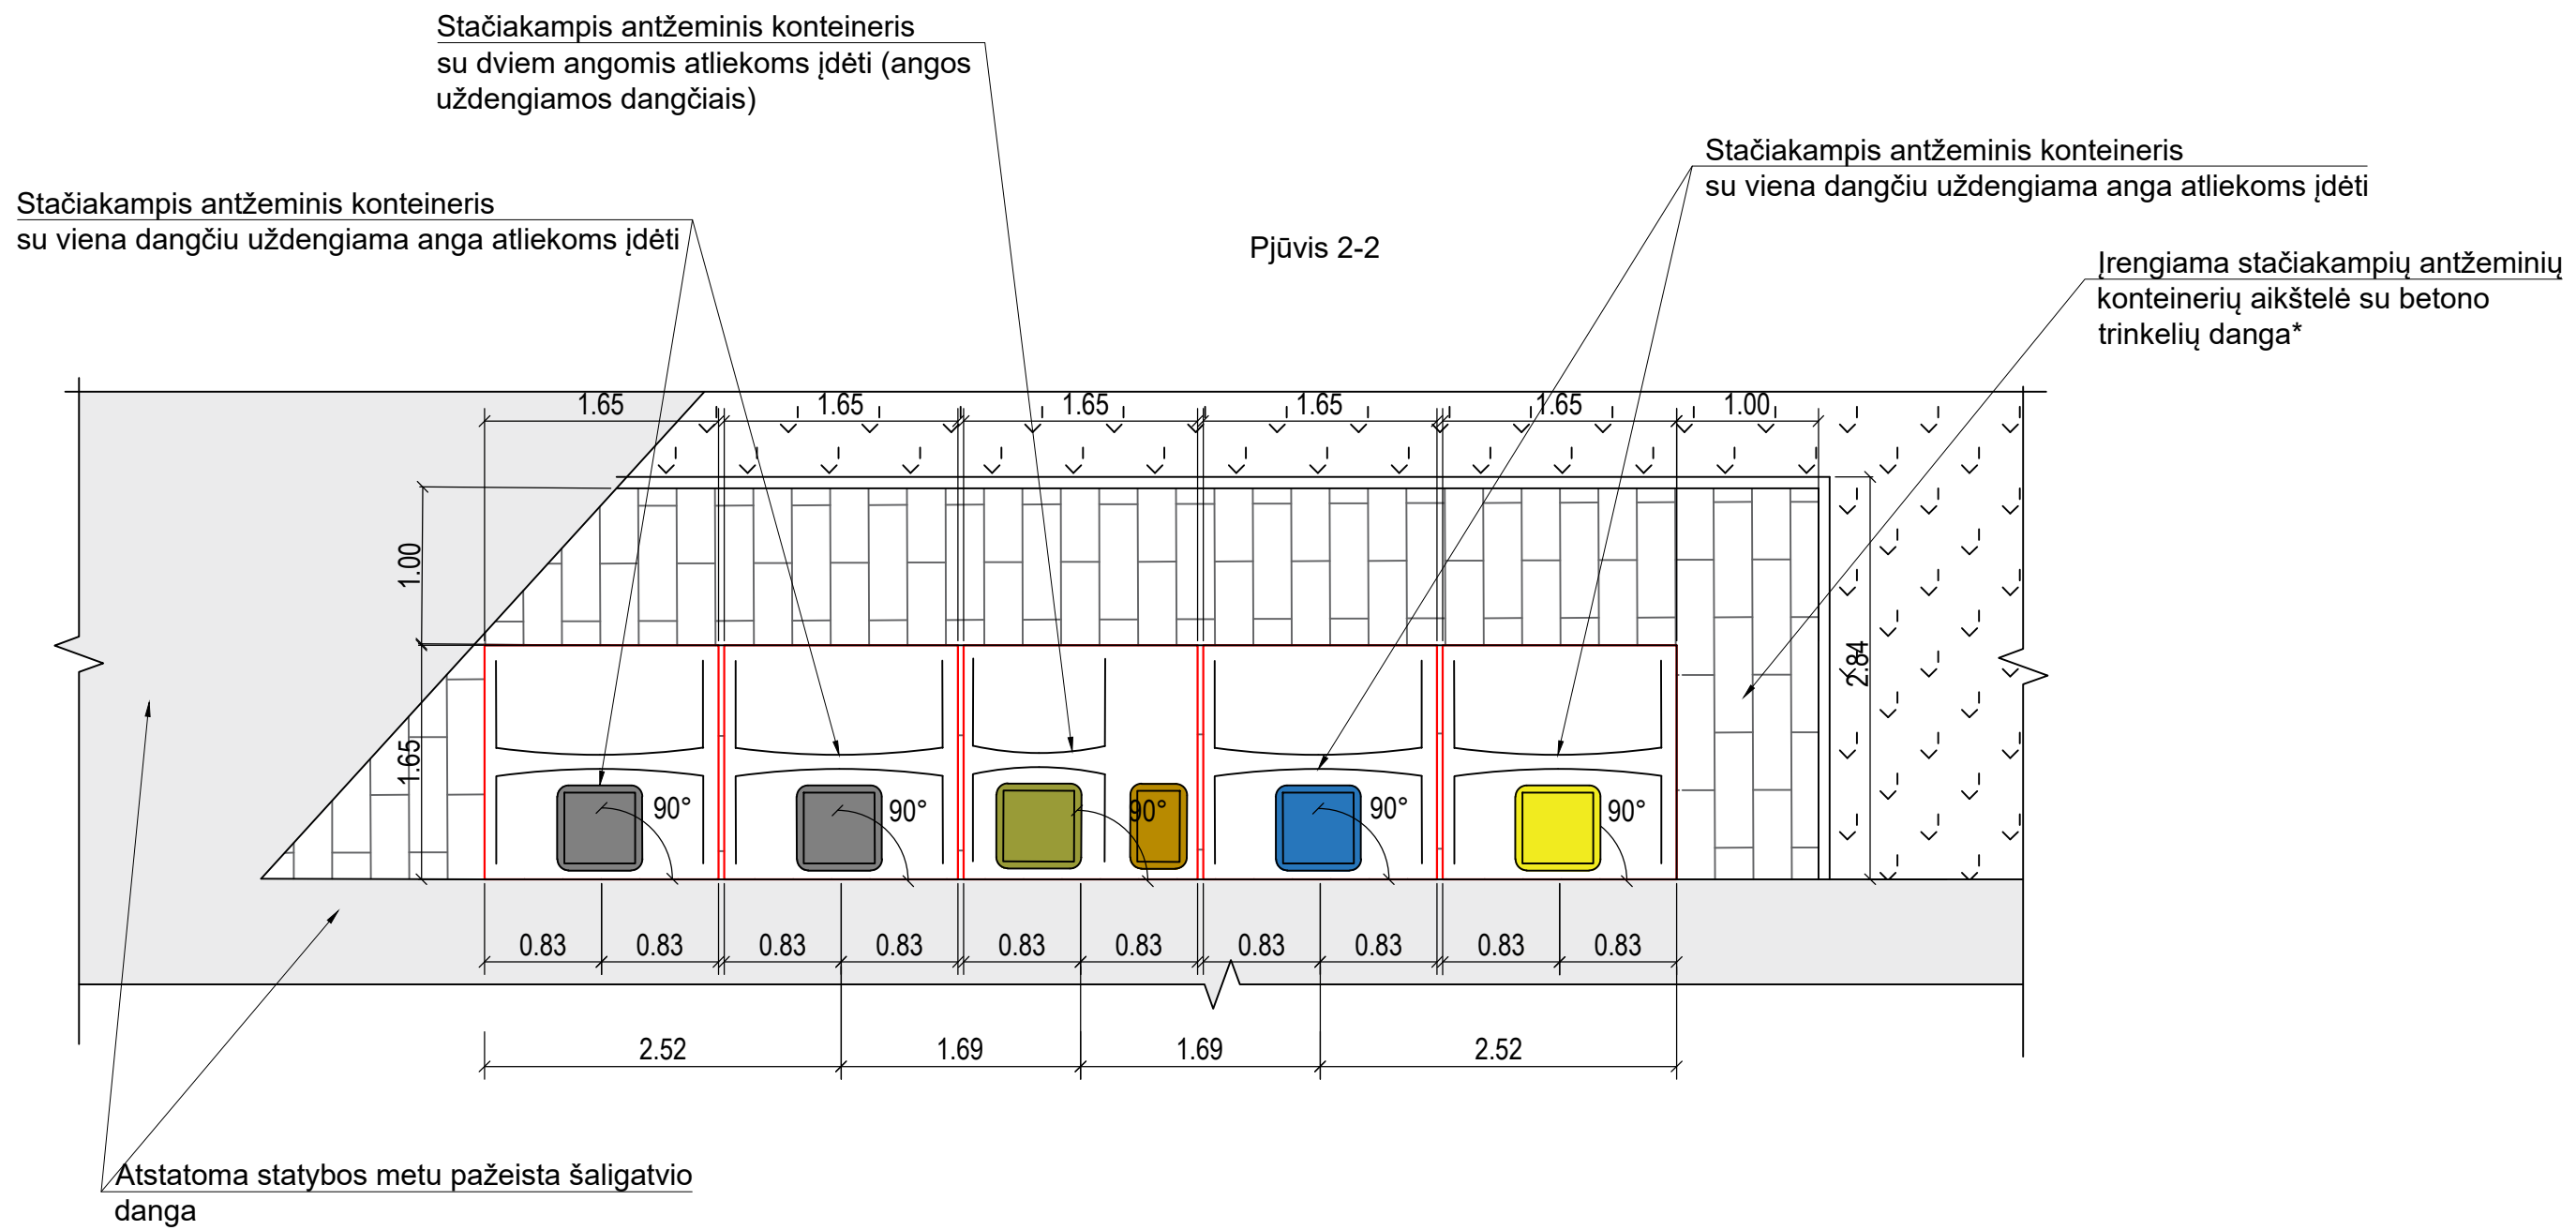 Stačiakampis antžeminis konteineris
su dviem angomis atliekoms įdėti (angos
uždengiamos dangčiais)
Stačiakampis antžeminis konteineris
su viena dangčiu uždengiama anga atliekoms įdėti
Stačiakampis antžeminis konteineris
su viena dangčiu uždengiama anga atliekoms įdėti
Pjūvis 2-2
Įrengiama stačiakampių antžeminių
konteinerių aikštelė su betono
trinkelių danga*
1.65 1.65 1.65 1.65 1.65 1.00
1.00
2.84
1.65
90° 90° 90° 90° 90°
0.83 0.83 0.83 0.83 0.83 0.83 0.83 0.83 0.83 0.83
2.52 1.69 1.69 2.52
Atstatoma statybos metu pažeista šaligatvio
danga